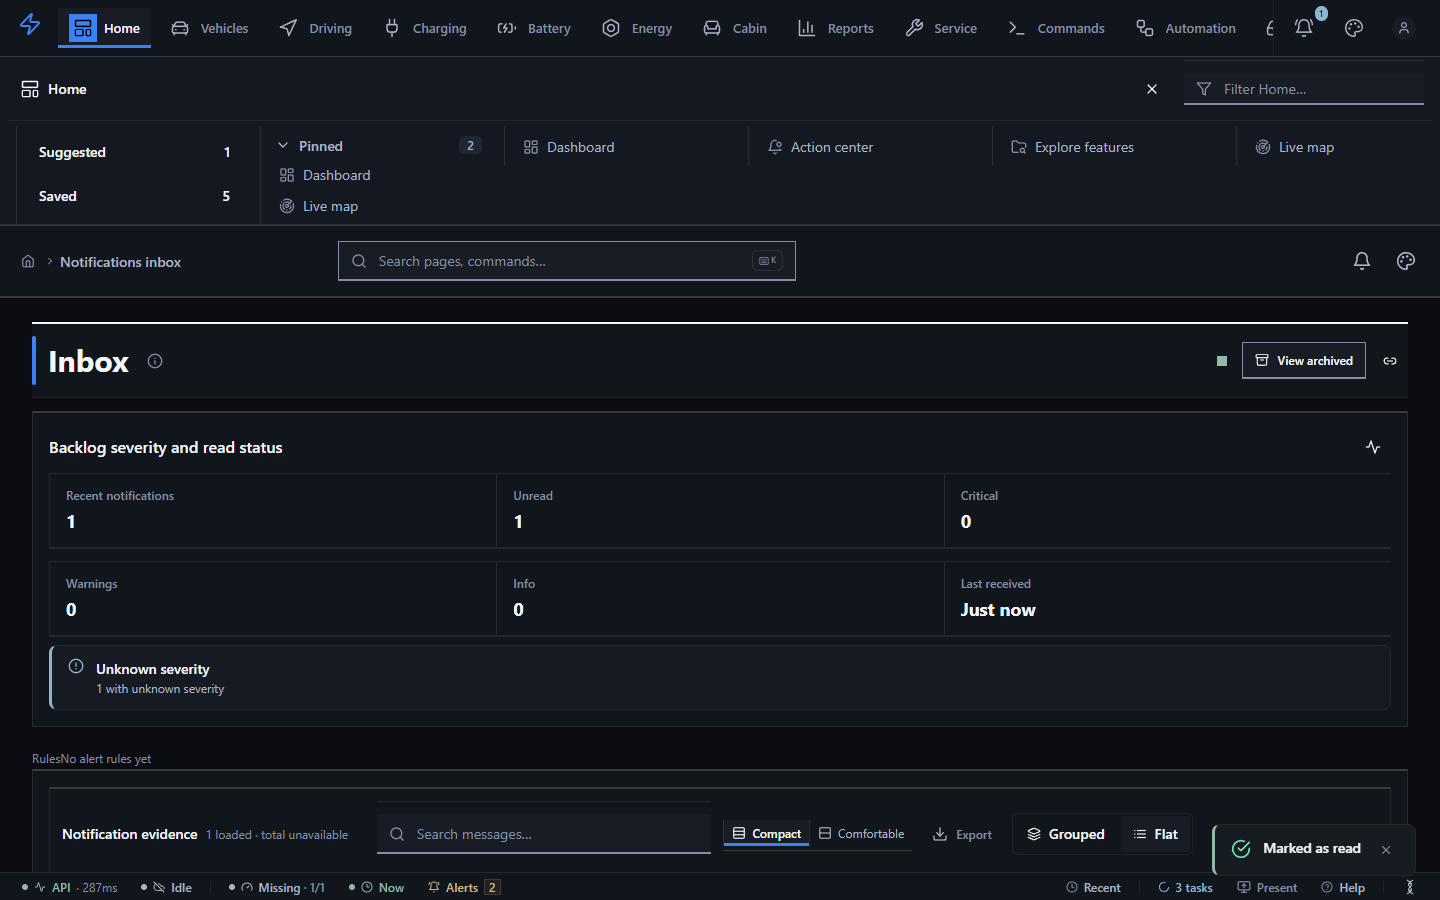 Home
Vehicles
Driving
Charging
Battery
Energy
Cabin
Reports
Service
Commands
Automation
1
Home
Filter Home...
Suggested 1
Saved 5
Pinned 2
Dashboard
Live map
Dashboard
Action center
Explore features
Live map
Notifications inbox
Search pages, commands...
K
Inbox
View archived
Backlog severity and read status
Recent notifications
1
Unread
1
Critical
0
Warnings
0
Info
0
Last received
Just now
Unknown severity
1 with unknown severity
RulesNo alert rules yet
Notification evidence 1 loaded · total unavailable
Search messages...
Compact
Comfortable
Export
Grouped
Flat
Marked as read
API · 287ms
Idle
Missing · 1/1
Now
Alerts 2
Recent
3 tasks
Present
Help